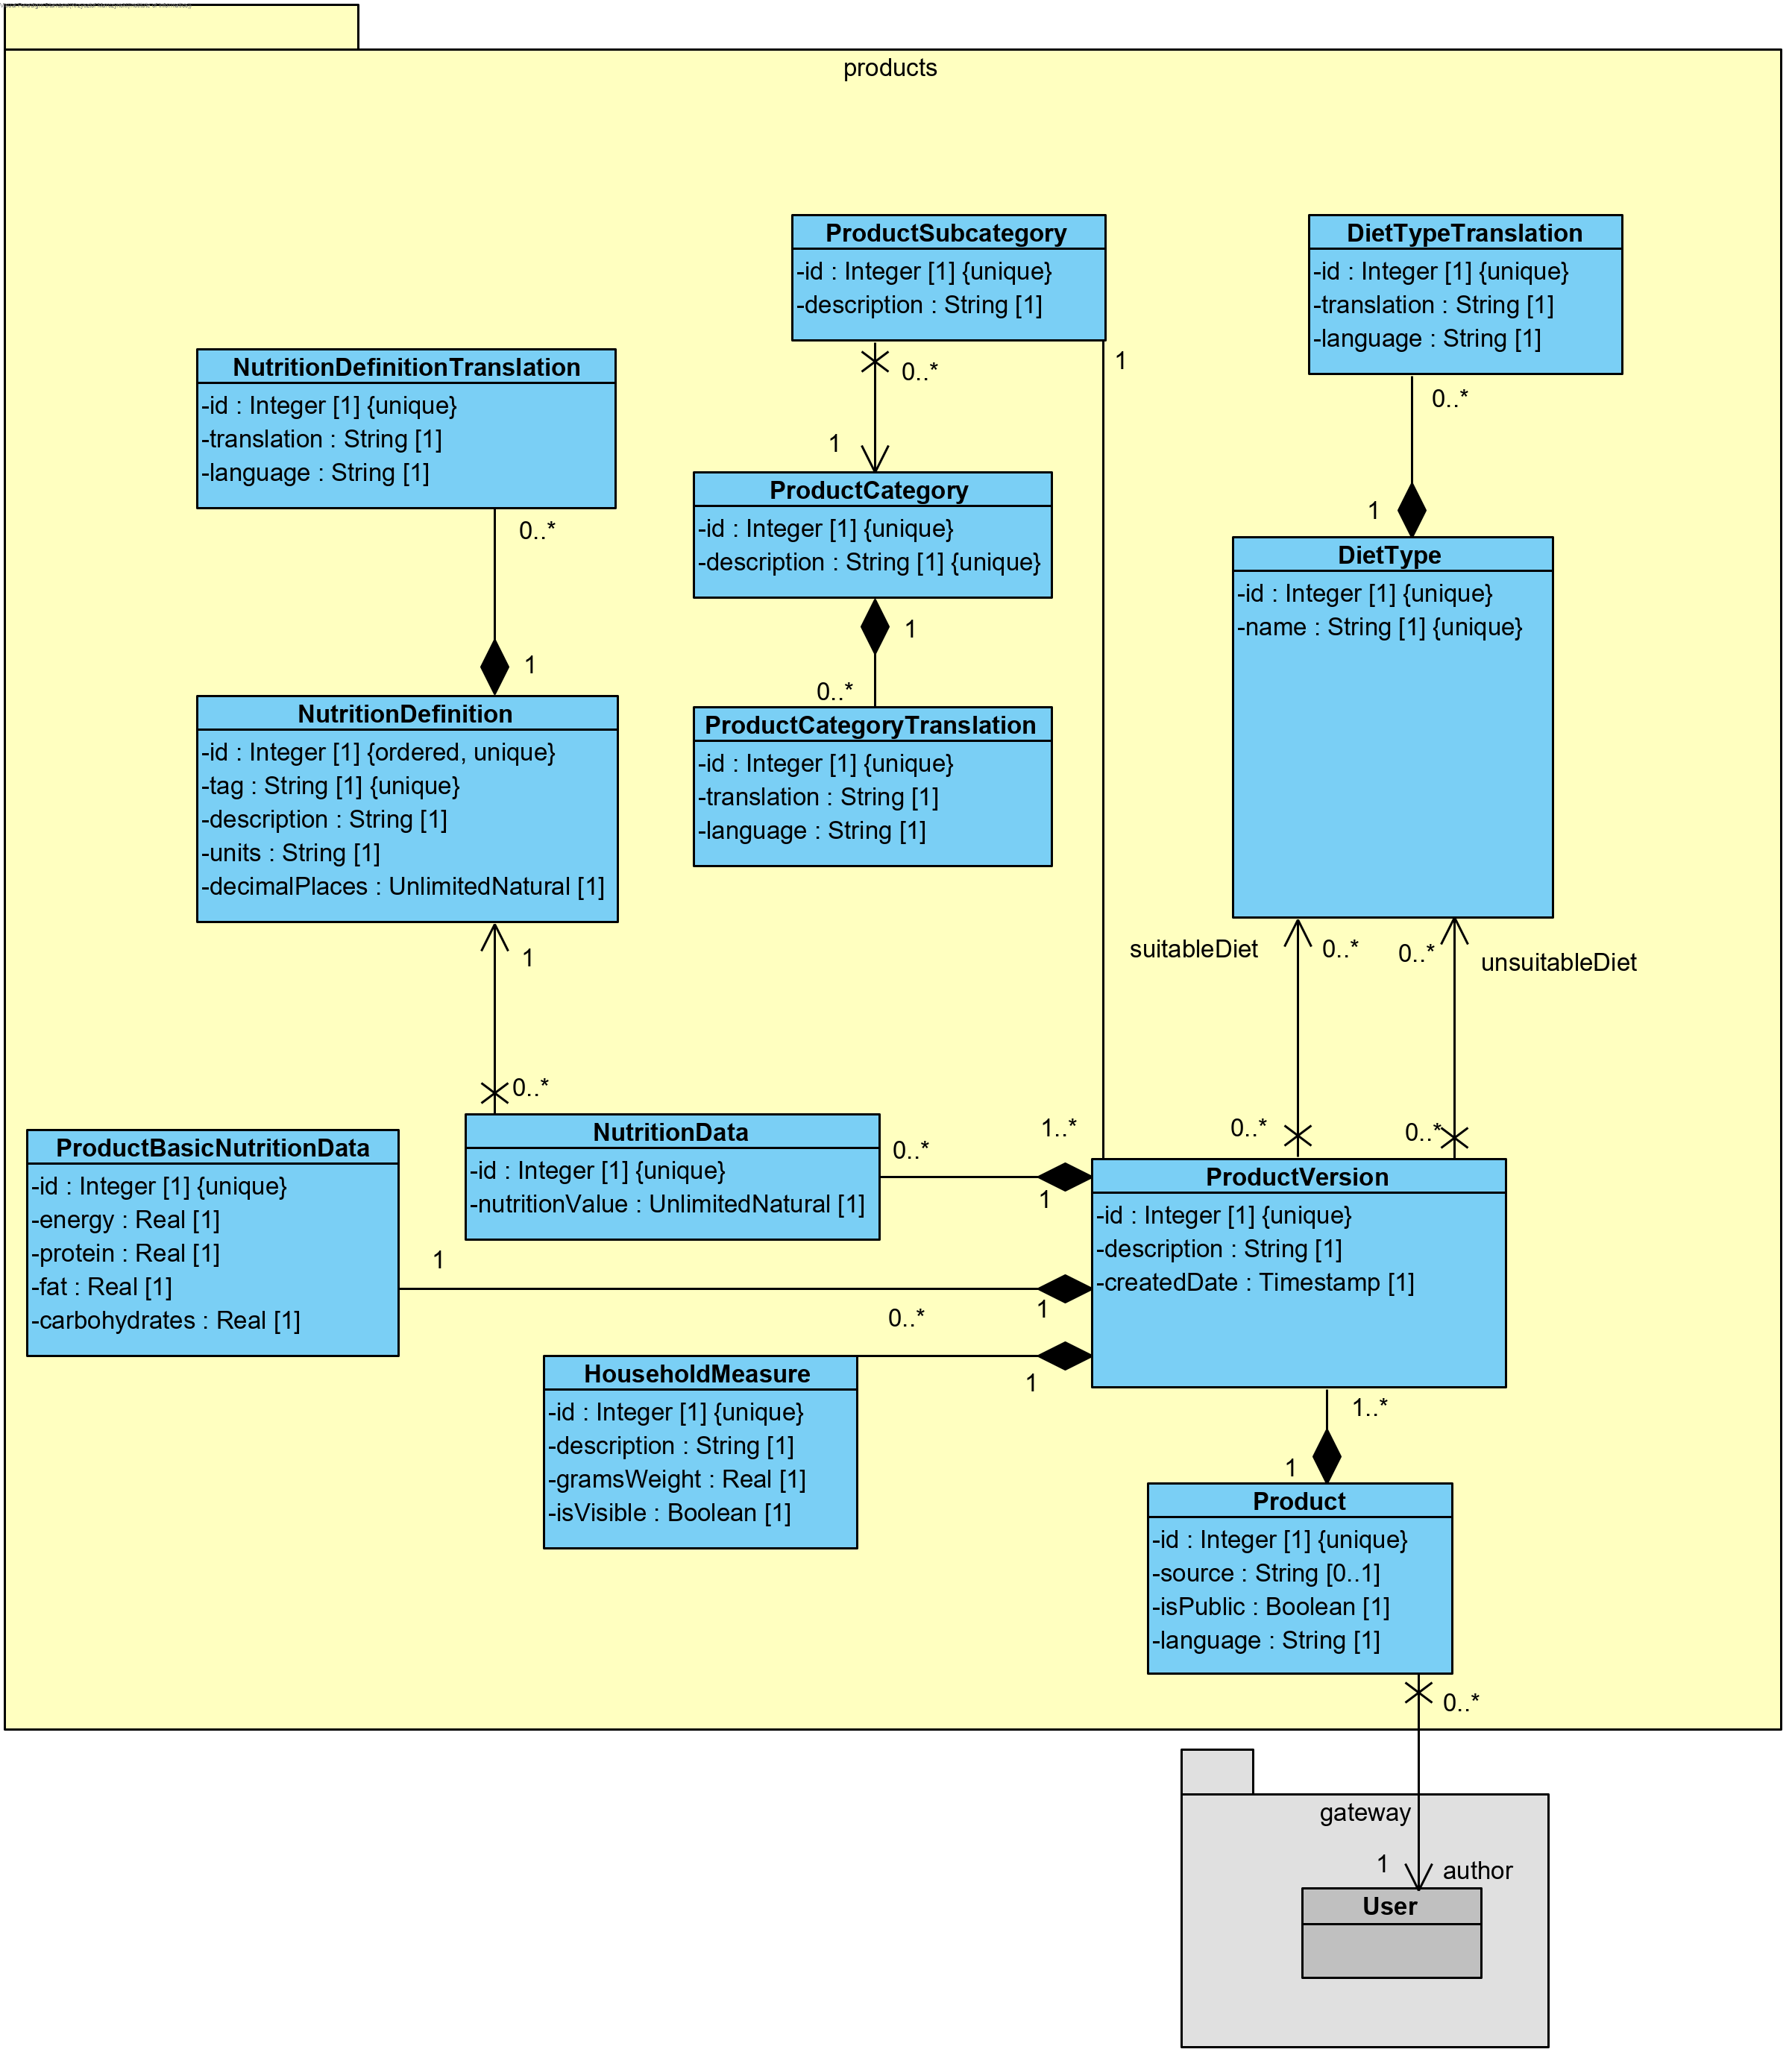 products
ProductSubcategory
-id : Integer [1] {unique}
-description : String [1]
DietTypeTranslation
-id : Integer [1] {unique}
-translation : String [1]
-language : String [1]
NutritionDefinitionTranslation
-id : Integer [1] {unique}
-translation : String [1]
-language : String [1]
0..*
1
0..*
1
ProductCategory
-id : Integer [1] {unique}
-description : String [1] {unique}
0..*
1
DietType
-id : Integer [1] {unique}
-name : String [1] {unique}
0..*
1
1
0..*
NutritionDefinition
-id : Integer [1] {ordered, unique}
-tag : String [1] {unique}
-description : String [1]
-units : String [1]
-decimalPlaces : UnlimitedNatural [1]
ProductCategoryTranslation
-id : Integer [1] {unique}
-translation : String [1]
-language : String [1]
1
suitableDiet
0..*
0..*
unsuitableDiet
0..*
0..*
0..*
1..*
ProductBasicNutritionData
-id : Integer [1] {unique}
-energy : Real [1]
-protein : Real [1]
-fat : Real [1]
-carbohydrates : Real [1]
NutritionData
-id : Integer [1] {unique}
-nutritionValue : UnlimitedNatural [1]
0..*
1
ProductVersion
-id : Integer [1] {unique}
-description : String [1]
-createdDate : Timestamp [1]
1
1
0..*
1
HouseholdMeasure
-id : Integer [1] {unique}
-description : String [1]
-gramsWeight : Real [1]
-isVisible : Boolean [1]
1..*
1
Product
-id : Integer [1] {unique}
-source : String [0..1]
-isPublic : Boolean [1]
-language : String [1]
0..*
gateway
1
author
User